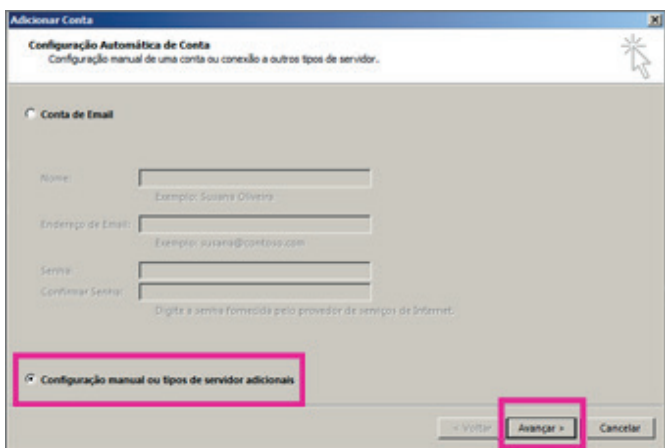 Adicionar Conta
Configuração Automática de Conta
Configuração manual de uma conta ou conexão a outros tipos de servidor.
Conta de Email
Nome:
Exemplo: Susana Oliveira
Endereço de Email:
Exemplo: susana@contoso.com
Senha:
Confirmar Senha:
Digite a senha fornecida pelo provedor de serviços de Internet.
Configuração manual ou tipos de servidor adicionais
< Voltar Avançar > Cancelar